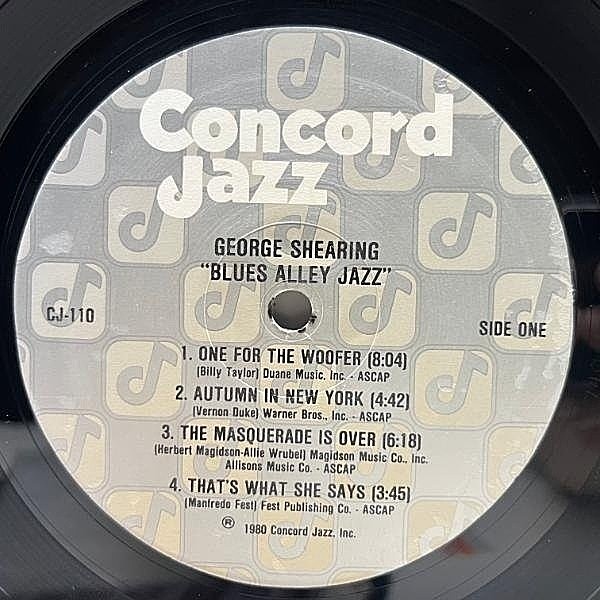 Concord
Jazz
GEORGE SHEARING
"BLUES ALLEY JAZZ"
CJ-110
SIDE ONE
1. ONE FOR THE WOOFER (8:04)
(Billy Taylor) Duane Music, Inc. - ASCAP
2. AUTUMN IN NEW YORK (4:42)
(Vernon Duke) Warner Bros., Inc. - ASCAP
3. THE MASQUERADE IS OVER (6:18)
(Herbert Magidson-Allie Wrubel) Magidson Music Co., Inc.
Allisons Music Co. - ASCAP
4. THAT'S WHAT SHE SAYS (3:45)
(Manfredo Fest) Fest Publishing Co. - ASCAP
℗ 1980 Concord Jazz, Inc.